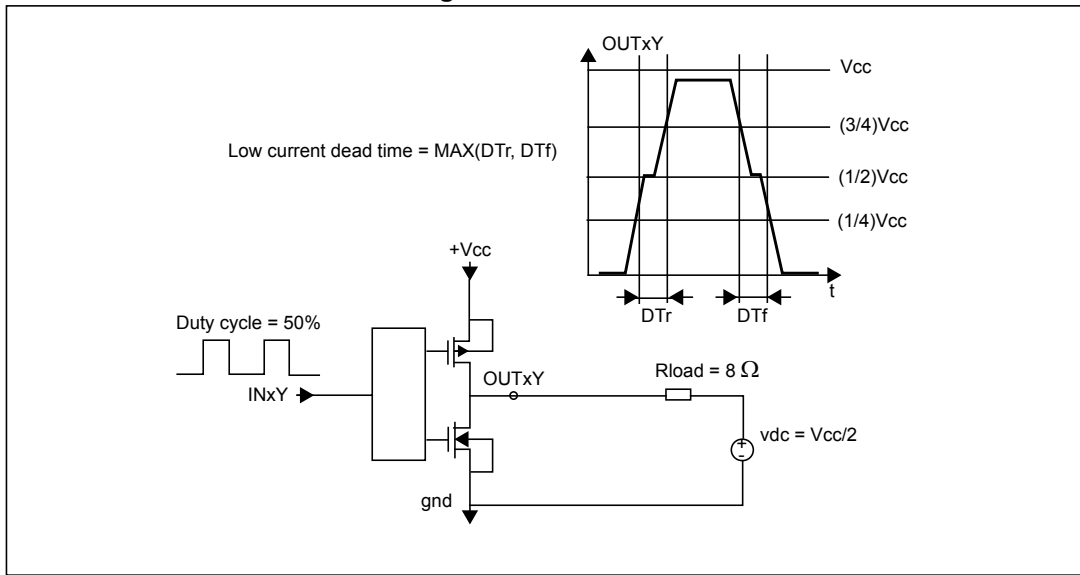 OUTxY
Vcc
(3/4)Vcc
Low current dead time = MAX(DTr, DTf)
(1/2)Vcc
(1/4)Vcc
t
DTr
DTf
+Vcc
Duty cycle = 50%
INxY
OUTxY
Rload = 8 Ω
+
-
vdc = Vcc/2
gnd